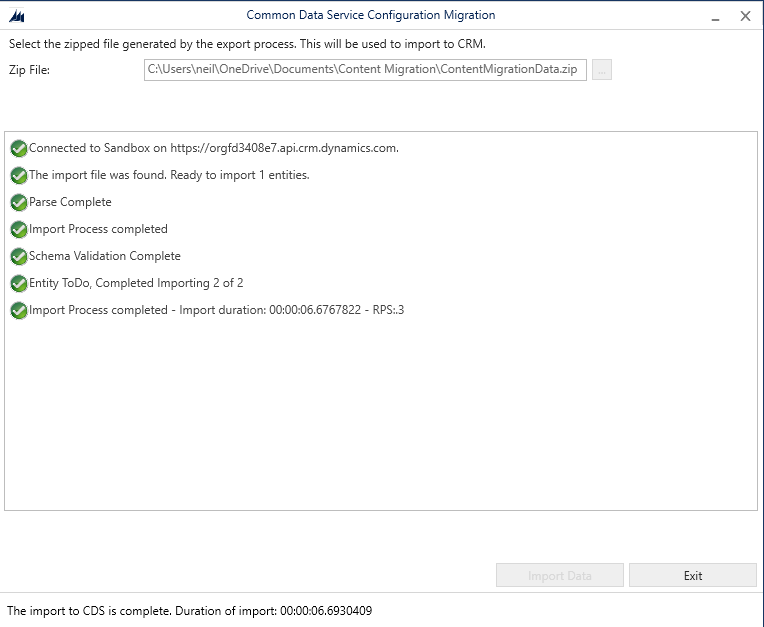 Common Data Service Configuration Migration
Select the zipped file generated by the export process. This will be used to import to CRM.
Zip File:
C:\Users\neil\OneDrive\Documents\Content Migration\ContentMigrationData.zip
...
Connected to Sandbox on https://orgfd3408e7.api.crm.dynamics.com.
The import file was found. Ready to import 1 entities.
Parse Complete
Import Process completed
Schema Validation Complete
Entity ToDo, Completed Importing 2 of 2
Import Process completed - Import duration: 00:00:06.6767822 - RPS:.3
Import Data
Exit
The import to CDS is complete. Duration of import: 00:00:06.6930409